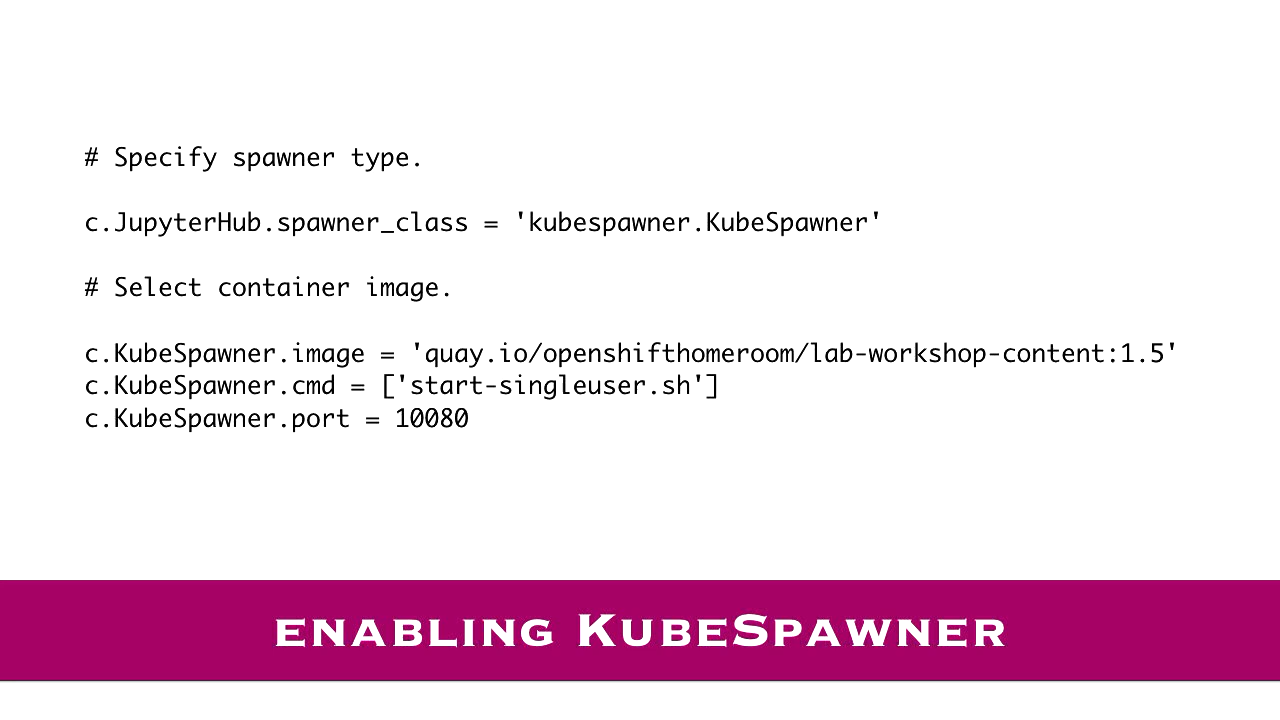 # Specify spawner type.
c.JupyterHub.spawner_class = 'kubespawner.KubeSpawner'
# Select container image.
c.KubeSpawner.image = 'quay.io/openshifthomeroom/lab-workshop-content:1.5'
c.KubeSpawner.cmd = ['start-singleuser.sh']
c.KubeSpawner.port = 10080
enabling KubeSpawner